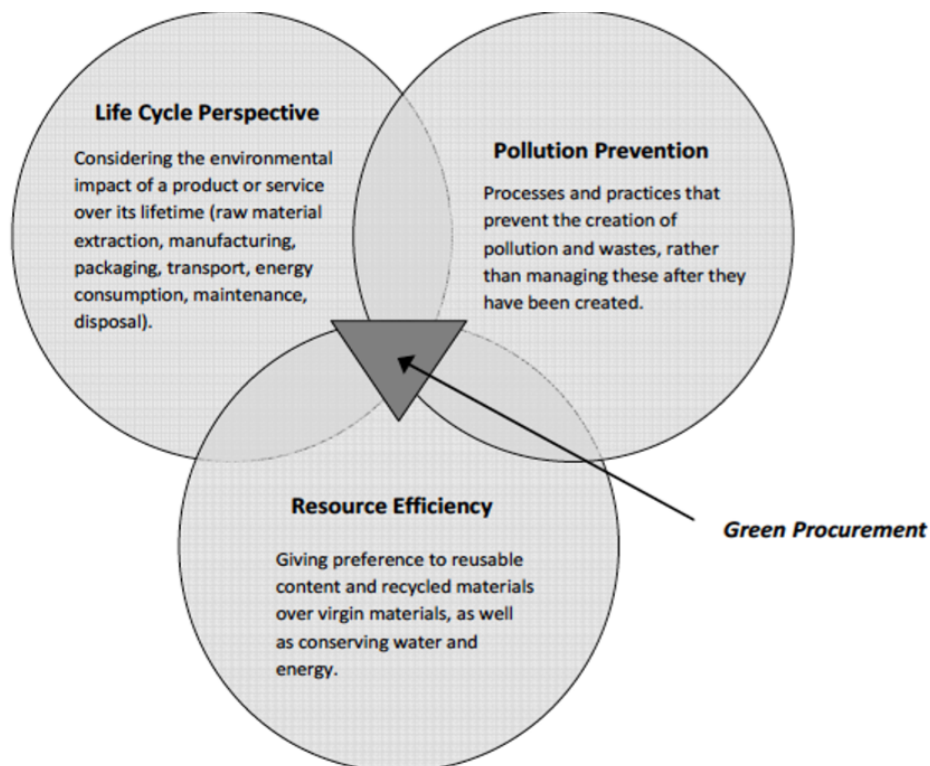 Life Cycle Perspective
Considering the environmental
impact of a product or service
over its lifetime (raw material
extraction, manufacturing,
packaging, transport, energy
consumption, maintenance,
disposal).
Pollution Prevention
Processes and practices that
prevent the creation of
pollution and wastes, rather
than managing these after they
have been created.
Resource Efficiency
Giving preference to reusable
content and recycled materials
over virgin materials, as well
as conserving water and
energy.
Green Procurement